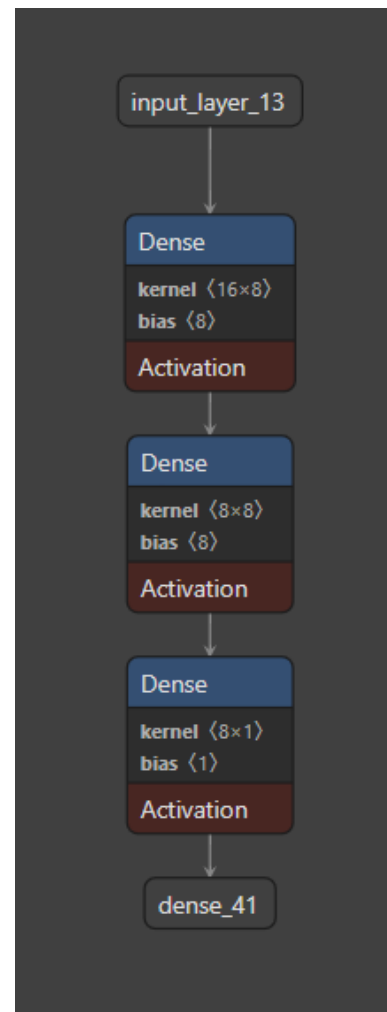 input_layer_13
Dense
kernel 〈16×8〉
bias 〈8〉
Activation
Dense
kernel 〈8×8〉
bias 〈8〉
Activation
Dense
kernel 〈8×1〉
bias 〈1〉
Activation
dense_41